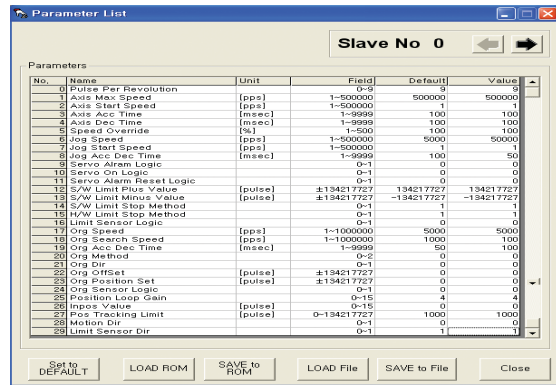 Parameter List
Slave No 0
Parameters
No. Name Unit Field Default Value
0 Pulse Per Revolution 0~9 9 9
1 Axis Max Speed [pps] 1~500000 500000 500000
2 Axis Start Speed [pps] 1~500000 1 1
3 Axis Acc Time [msec] 1~9999 100 100
4 Axis Dec Time [msec] 1~9999 100 100
5 Speed Override [%] 1~500 100 100
6 Jog Speed [pps] 1~500000 5000 50000
7 Jog Start Speed [pps] 1~500000 1 1
8 Jog Acc Dec Time [msec] 1~9999 100 50
9 Servo Alram Logic 0~1 0 0
10 Servo On Logic 0~1 0 0
11 Servo Alarm Reset Logic 0~1 0 0
12 S/W Limit Plus Value [pulse] ±134217727 134217727 134217727
13 S/W Limit Minus Value [pulse] ±134217727 -134217727 -134217727
14 S/W Limit Stop Method 0~1 1 1
15 H/W Limit Stop Method 0~1 1 1
16 Limit Sensor Logic 0~1 0 0
17 Org Speed [pps] 1~1000000 5000 5000
18 Org Search Speed [pps] 1~1000000 1000 100
19 Org Acc Dec Time [msec] 1~9999 50 100
20 Org Method 0~2 0 0
21 Org Dir 0~1 0 0
22 Org OffSet [pulse] ±134217727 0 0
23 Org Position Set [pulse] ±134217727 0 0
24 Org Sensor Logic 0~1 0 0
25 Position Loop Gain 0~15 4 4
26 Inpos Value 0~15 0 0
27 Pos Tracking Limit [pulse] 0~134217727 1000 1000
28 Motion Dir 0~1 0 0
29 Limit Sensor Dir 0~1 1 1
Set to DEFAULT LOAD ROM SAVE to ROM LOAD File SAVE to File Close